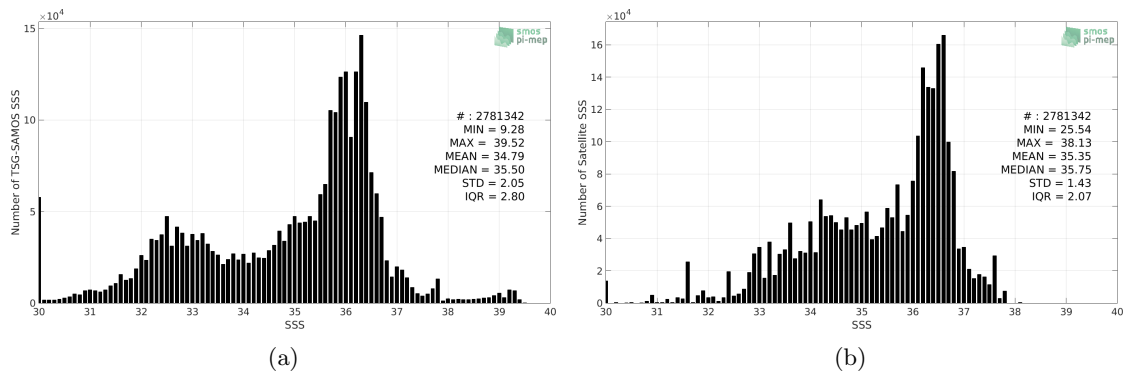 ×10⁴
15
10
5
0
Number of TSG-SAMOS SSS
smos
pi-mep
# : 2781342
MIN = 9.28
MAX = 39.52
MEAN = 34.79
MEDIAN = 35.50
STD = 2.05
IQR = 2.80
30 31 32 33 34 35 36 37 38 39 40
SSS
(a)
×10⁴
16
14
12
10
8
6
4
2
0
Number of Satellite SSS
smos
pi-mep
# : 2781342
MIN = 25.54
MAX = 38.13
MEAN = 35.35
MEDIAN = 35.75
STD = 1.43
IQR = 2.07
30 31 32 33 34 35 36 37 38 39 40
SSS
(b)